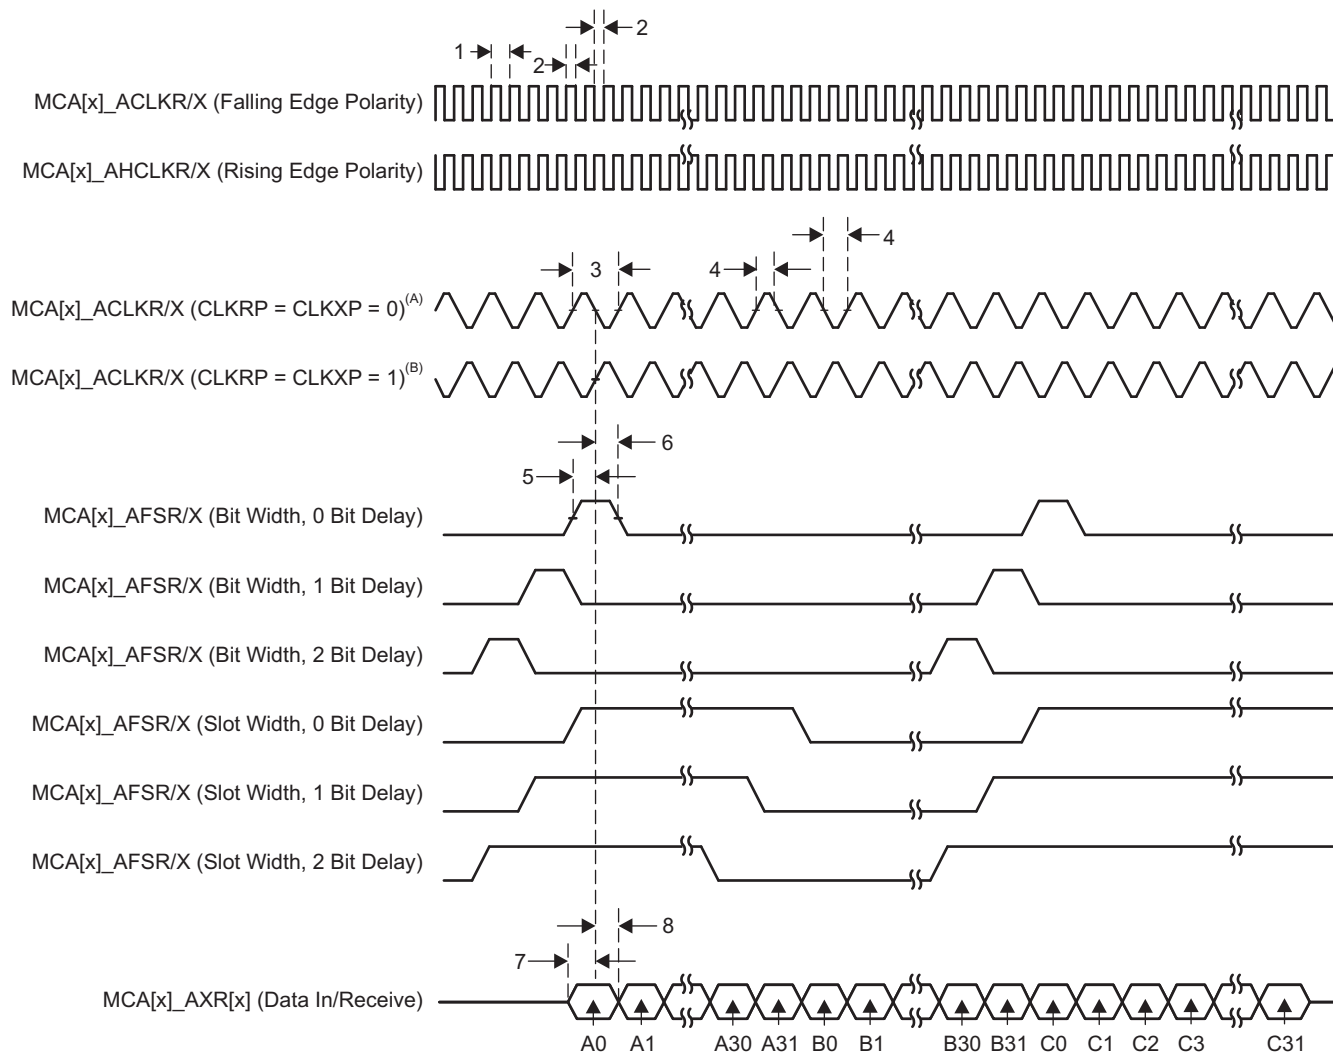 2
1
2
MCA[x]_ACLKR/X (Falling Edge Polarity)
MCA[x]_AHCLKR/X (Rising Edge Polarity)
4
3
4
MCA[x]_ACLKR/X (CLKRP = CLKXP = 0)(A)
MCA[x]_ACLKR/X (CLKRP = CLKXP = 1)(B)
6
5
MCA[x]_AFSR/X (Bit Width, 0 Bit Delay)
MCA[x]_AFSR/X (Bit Width, 1 Bit Delay)
MCA[x]_AFSR/X (Bit Width, 2 Bit Delay)
MCA[x]_AFSR/X (Slot Width, 0 Bit Delay)
MCA[x]_AFSR/X (Slot Width, 1 Bit Delay)
MCA[x]_AFSR/X (Slot Width, 2 Bit Delay)
8
7
MCA[x]_AXR[x] (Data In/Receive)
A0 A1 A30 A31 B0 B1 B30 B31 C0 C1 C2 C3 C31